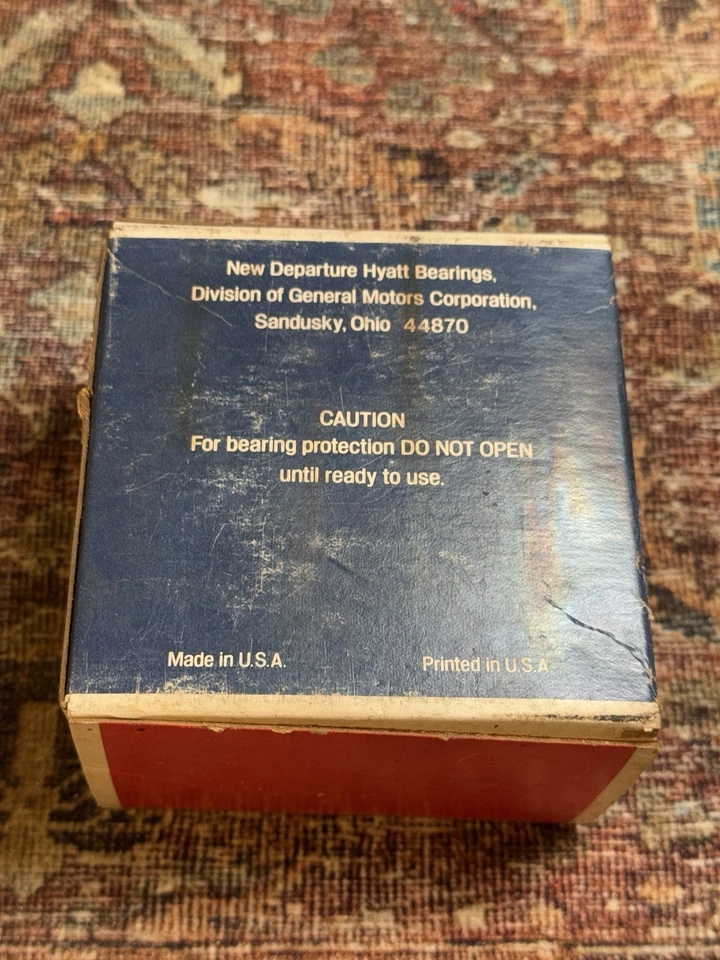 New Departure Hyatt Bearings,
Division of General Motors Corporation,
Sandusky, Ohio 44870
CAUTION
For bearing protection DO NOT OPEN
until ready to use.
Made in U.S.A.
Printed in U.S.A